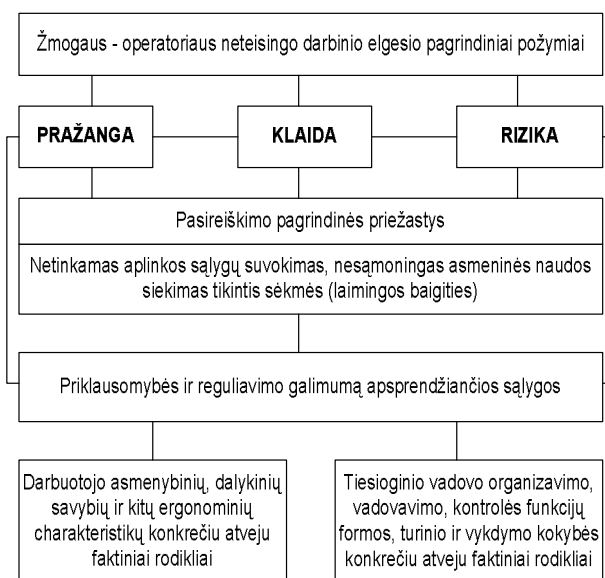 Žmogaus - operatoriaus neteisingo darbinio elgesio pagrindiniai požymiai
PRAŽANGA
KLAIDA
RIZIKA
Pasireiškimo pagrindinės priežastys
Netinkamas aplinkos sąlygų suvokimas, nesąmoningas asmeninės naudos
siekimas tikintis sėkmės (laimingos baigities)
Priklausomybės ir reguliavimo galimumą apsprendžiančios sąlygos
Darbuotojo asmenybinių, dalykinių
savybių ir kitų ergonominių
charakteristikų konkrečiu atveju
faktiniai rodikliai
Tiesioginio vadovo organizavimo,
vadovavimo, kontrolės funkcijų
formos, turinio ir vykdymo kokybės
konkrečiu atveju faktiniai rodikliai